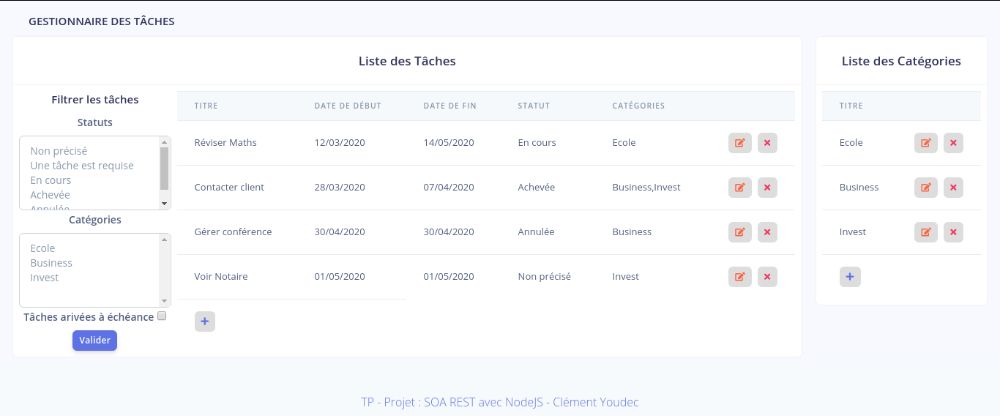 GESTIONNAIRE DES TÂCHES
Liste des Tâches
Filtrer les tâches
Statuts
Non précisé
Une tâche est requise
En cours
Achevée
Annulée
Catégories
Ecole
Business
Invest
Tâches arivées à échéance
Valider
TITRE DATE DE DÉBUT DATE DE FIN STATUT CATÉGORIES
Réviser Maths 12/03/2020 14/05/2020 En cours Ecole
Contacter client 28/03/2020 07/04/2020 Achevée Business,Invest
Gérer conférence 30/04/2020 30/04/2020 Annulée Business
Voir Notaire 01/05/2020 01/05/2020 Non précisé Invest
+
Liste des Catégories
TITRE
Ecole
Business
Invest
+
TP - Projet : SOA REST avec NodeJS - Clément Youdec